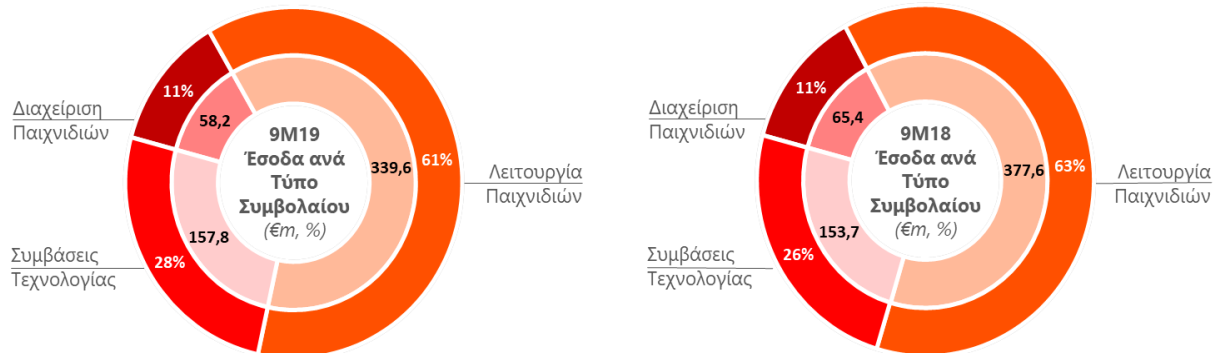 11%
58,2
Διαχείριση
Παιχνιδιών
9M19
Έσοδα ανά
Τύπο
Συμβολαίου
(€m, %)
339,6
61%
Λειτουργία
Παιχνιδιών
157,8
28%
Συμβάσεις
Τεχνολογίας
11%
65,4
Διαχείριση
Παιχνιδιών
9M18
Έσοδα ανά
Τύπο
Συμβολαίου
(€m, %)
377,6
63%
Λειτουργία
Παιχνιδιών
153,7
26%
Συμβάσεις
Τεχνολογίας